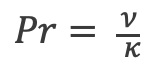 Pr = ν/κ